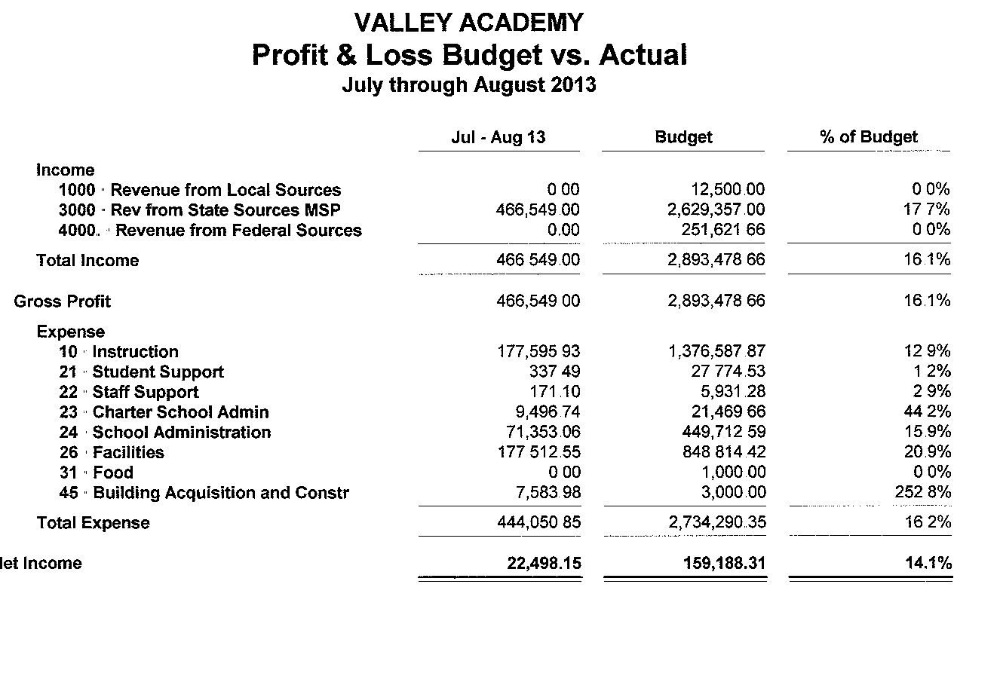 VALLEY ACADEMY
Profit & Loss Budget vs. Actual
July through August 2013
Jul - Aug 13 Budget % of Budget
Income
1000 · Revenue from Local Sources 0 00 12,500.00 0 0%
3000 · Rev from State Sources MSP 466,549.00 2,629,357.00 17 7%
4000. · Revenue from Federal Sources 0.00 251,621 66 0 0%
Total Income 466 549.00 2,893,478 66 16.1%
Gross Profit 466,549 00 2,893,478 66 16.1%
Expense
10 · Instruction 177,595 93 1,376,587.87 12 9%
21 · Student Support 337 49 27 774.53 1 2%
22 · Staff Support 171.10 5,931.28 2 9%
23 · Charter School Admin 9,496.74 21,469 66 44 2%
24 · School Administration 71,353.06 449,712 59 15.9%
26 · Facilities 177 512.55 848 814.42 20.9%
31 · Food 0 00 1,000.00 0 0%
45 · Building Acquisition and Constr 7,583.98 3,000.00 252 8%
Total Expense 444,050 85 2,734,290.35 16 2%
let Income 22,498.15 159,188.31 14.1%